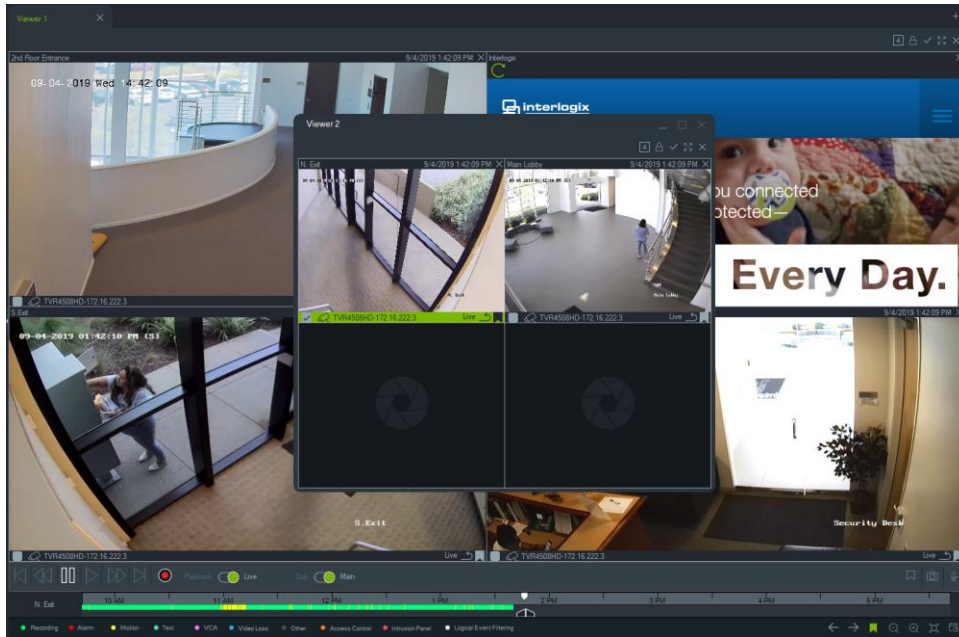 Viewer 1
4
2nd Floor Entrance
9/4/2019 1:42:09 PM
Interlogix
09-04-2019 Wed 14:42:09
interlogix
Viewer 2
4
N. Exit
9/4/2019 1:42:09 PM
Main Lobby
9/4/2019 1:42:09 PM
ou connected
otected—
N. Exit
Main Lobby
Every Day.
TVR4508HD-172.16.222.3
TVR4508HD-172.16.222.3
Live
TVR4508HD-172.16.222.3
Live
S.Exit
9/4/2019 1:42:09 PM
09-04-2019 01:42:10 PM (S)
S.Exit
Security Desk
TVR4508HD-172.16.222.3
Live
TVR4508HD-172.16.222.3
Live
Playback
Live
Sub
Main
N. Exit
10 AM
11 AM
12 PM
1 PM
2 PM
3 PM
4 PM
5 PM
Recording
Alarm
Motion
Text
VCA
Video Loss
Other
Access Control
Intrusion Panel
Logical Event Filtering